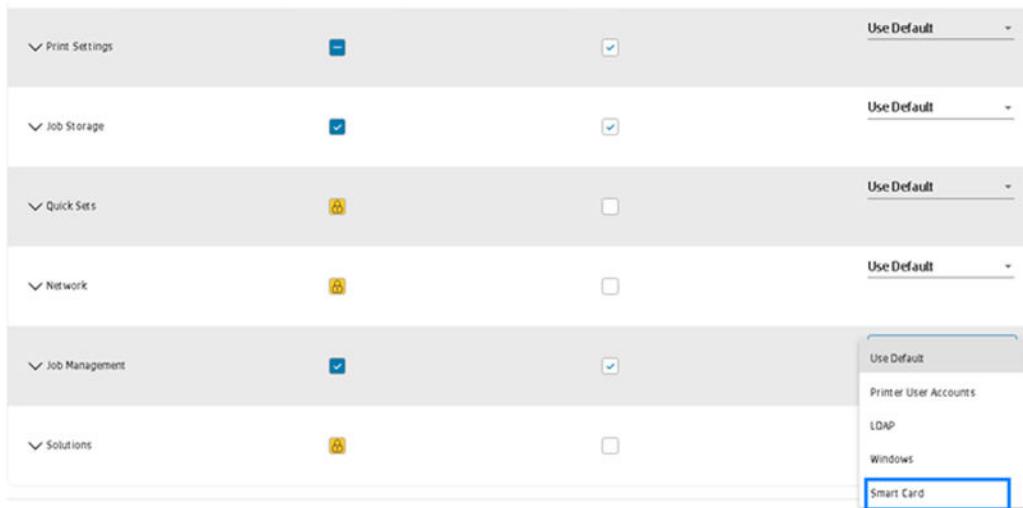 Print Settings
Use Default
Job Storage
Use Default
Quick Sets
Use Default
Network
Use Default
Job Management
Use Default
Printer User Accounts
LDAP
Windows
Solutions
Smart Card